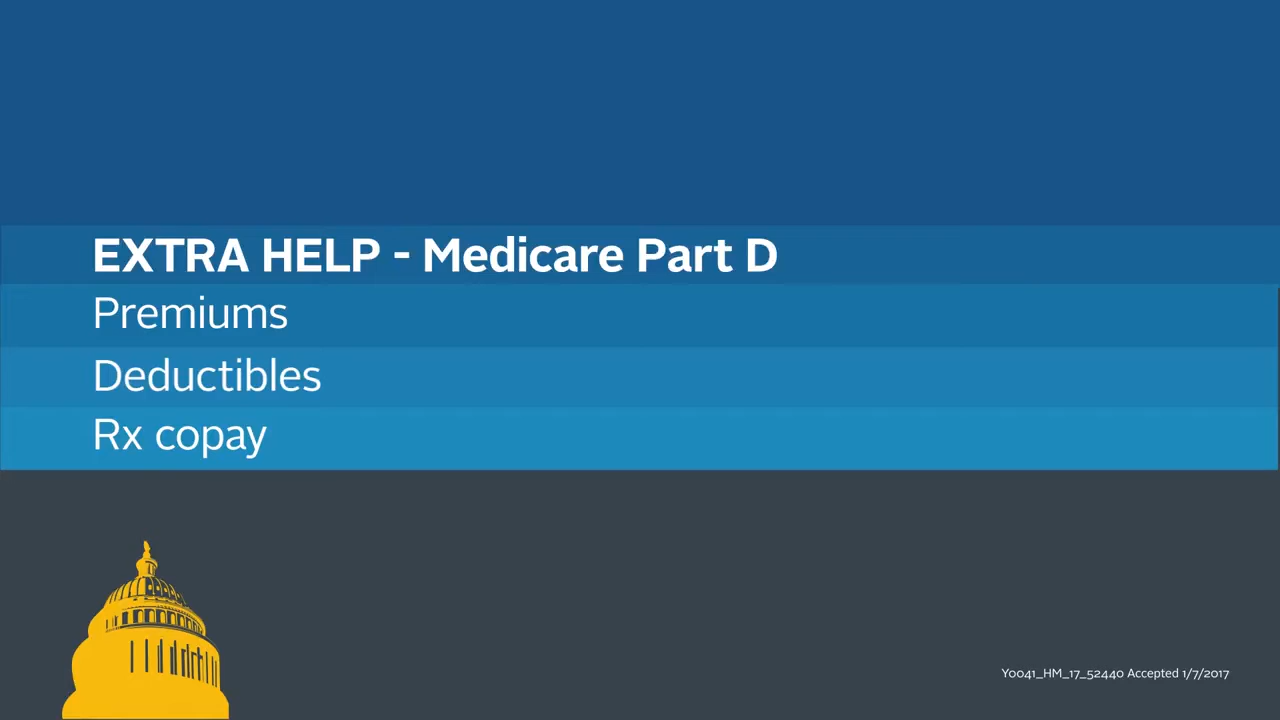 EXTRA HELP - Medicare Part D
Premiums
Deductibles
Rx copay
Y0041_HM_17_52440 Accepted 1/7/2017